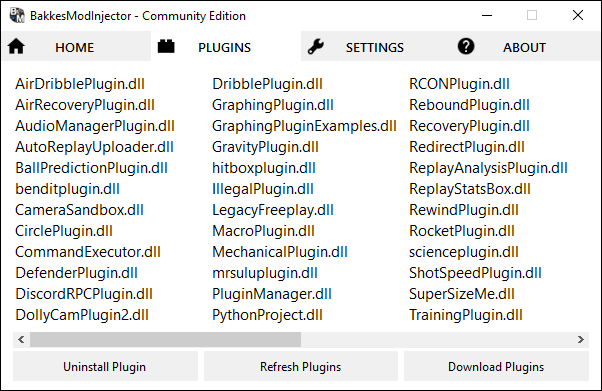 BakkesModInjector - Community Edition
HOME PLUGINS SETTINGS ABOUT
AirDribblePlugin.dll
AirRecoveryPlugin.dll
AudioManagerPlugin.dll
AutoReplayUploader.dll
BallPredictionPlugin.dll
benditplugin.dll
CameraSandbox.dll
CirclePlugin.dll
CommandExecutor.dll
DefenderPlugin.dll
DiscordRPCPlugin.dll
DollyCamPlugin2.dll
DribblePlugin.dll
GraphingPlugin.dll
GraphingPluginExamples.dll
GravityPlugin.dll
hitboxplugin.dll
IllegalPlugin.dll
LegacyFreeplay.dll
MacroPlugin.dll
MechanicalPlugin.dll
mrsuluplugin.dll
PluginManager.dll
PythonProject.dll
RCONPlugin.dll
ReboundPlugin.dll
RecoveryPlugin.dll
RedirectPlugin.dll
ReplayAnalysisPlugin.dll
ReplayStatsBox.dll
RewindPlugin.dll
RocketPlugin.dll
scienceplugin.dll
ShotSpeedPlugin.dll
SuperSizeMe.dll
TrainingPlugin.dll
Uninstall Plugin Refresh Plugins Download Plugins